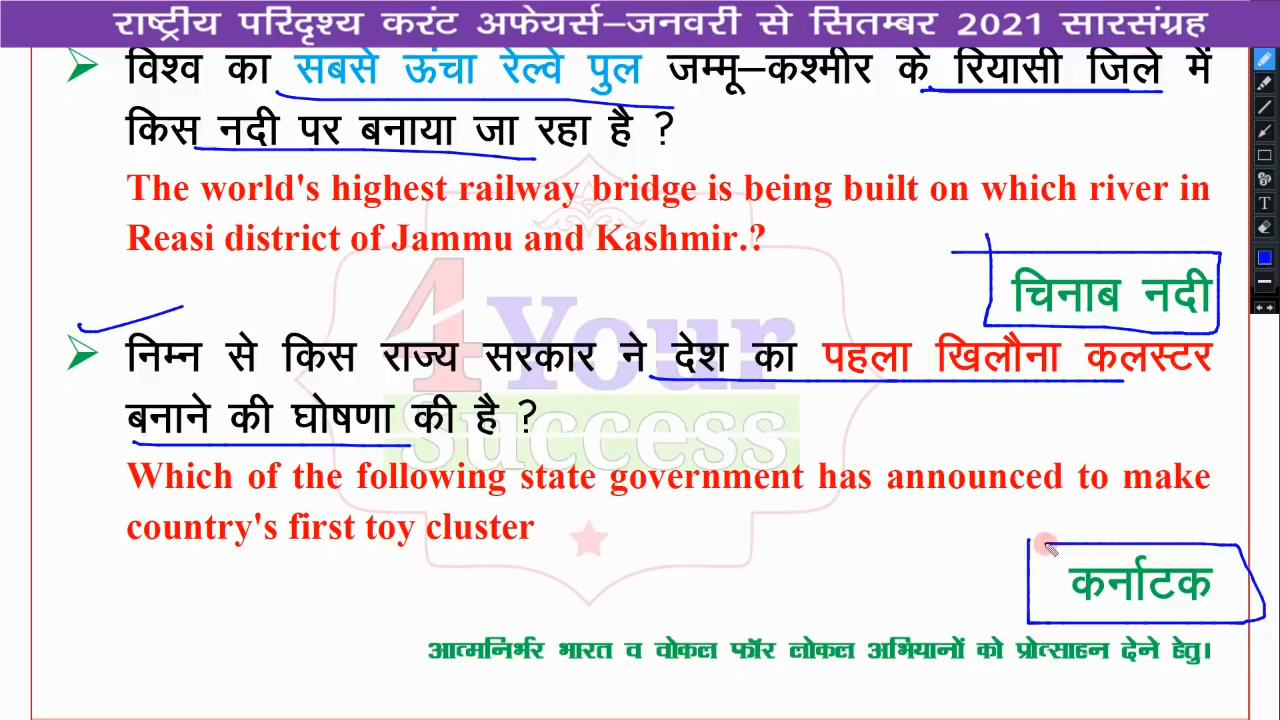 राष्ट्रीय परिदृश्य करंट अफेयर्स–जनवरी से सितम्बर 2021 सारसंग्रह
विश्व का सबसे ऊंचा रेल्वे पुल जम्मू–कश्मीर के रियासी जिले में
किस नदी पर बनाया जा रहा है ?
The world's highest railway bridge is being built on which river in
Reasi district of Jammu and Kashmir.?
चिनाब नदी
निम्न से किस राज्य सरकार ने देश का पहला खिलौना कलस्टर
बनाने की घोषणा की है ?
Which of the following state government has announced to make
country's first toy cluster
कर्नाटक
आत्मनिर्भर भारत व वोकल फॉर लोकल अभियानों को प्रोत्साहन देने हेतु।
4 Your
Success